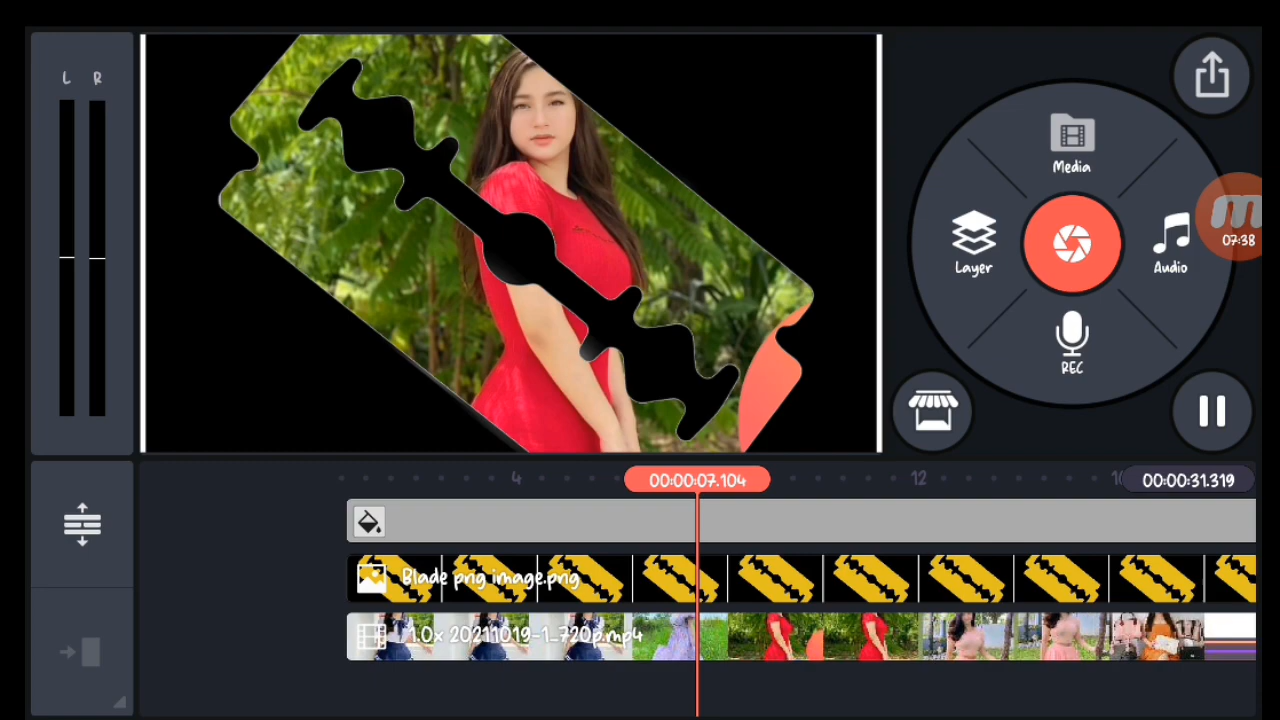 L R
Media
Layer
Audio
07:38
REC
4
00:00:07.104
12
00:00:31.319
Blade png image.png
1.0x 20211019-1_720p.mp4